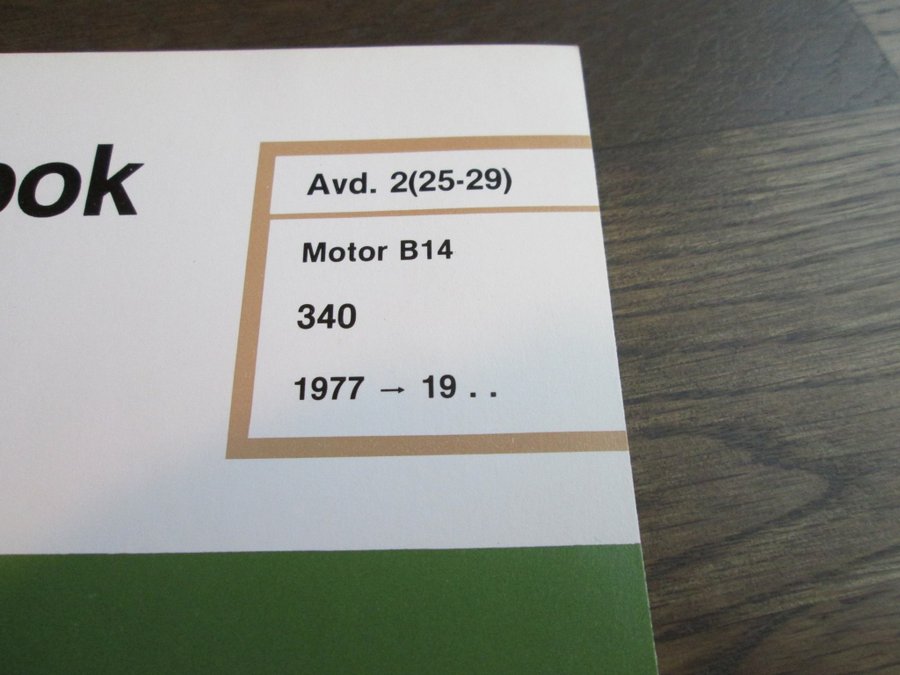 ook
Avd. 2(25-29)
Motor B14
340
1977 → 19 . .